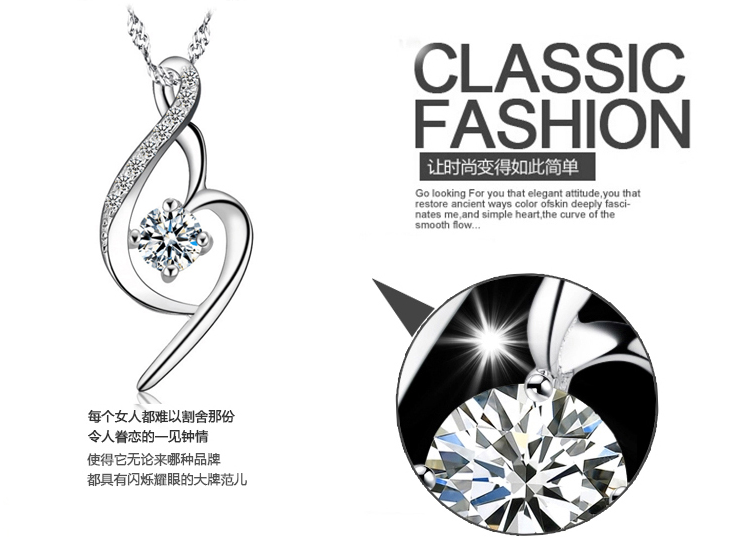 CLASSIC
FASHION
让时尚变得如此简单
Go looking For you that elegant attitude,you that
restore ancient ways color ofskin deeply fasci-
nates me,and simple heart,the curve of the
smooth flow...
每个女人都难以割舍那份
令人眷恋的一见钟情
使得它无论来哪种品牌
都具有闪烁耀眼的大牌范儿